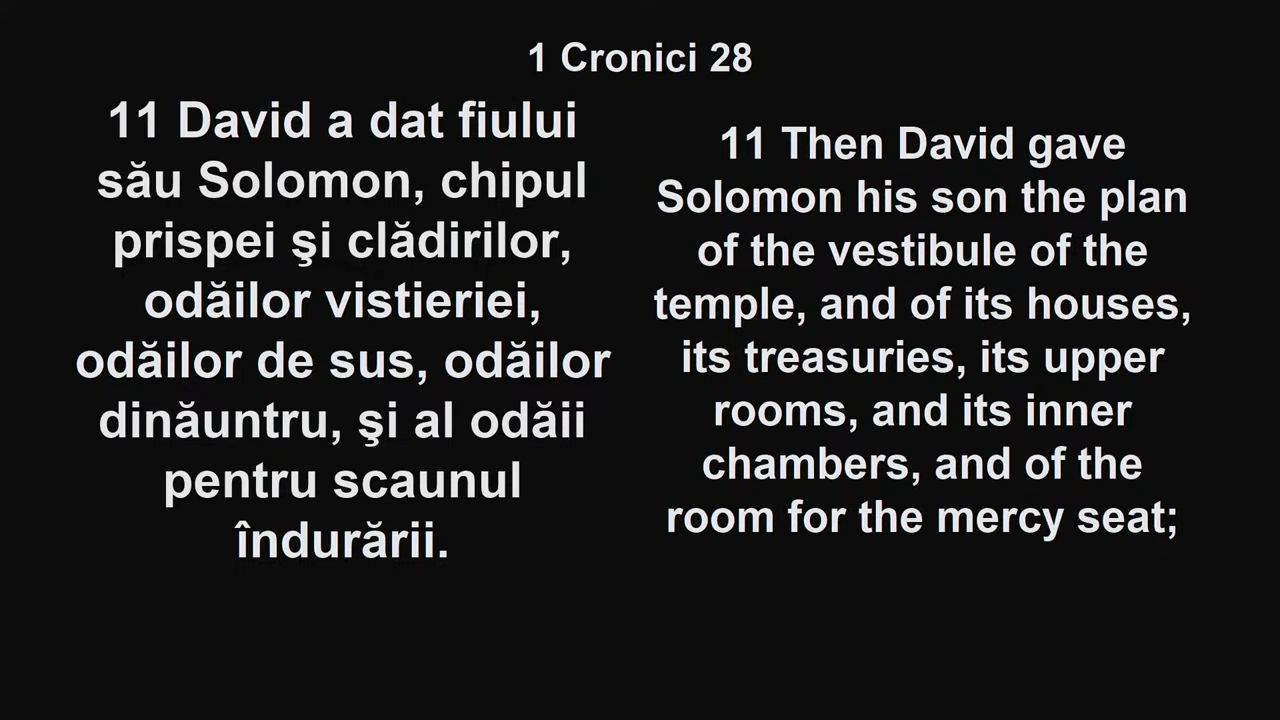 1 Cronici 28
11 David a dat fiului
său Solomon, chipul
prispei şi clădirilor,
odăilor vistieriei,
odăilor de sus, odăilor
dinăuntru, şi al odăii
pentru scaunul
îndurării.
11 Then David gave
Solomon his son the plan
of the vestibule of the
temple, and of its houses,
its treasuries, its upper
rooms, and its inner
chambers, and of the
room for the mercy seat;